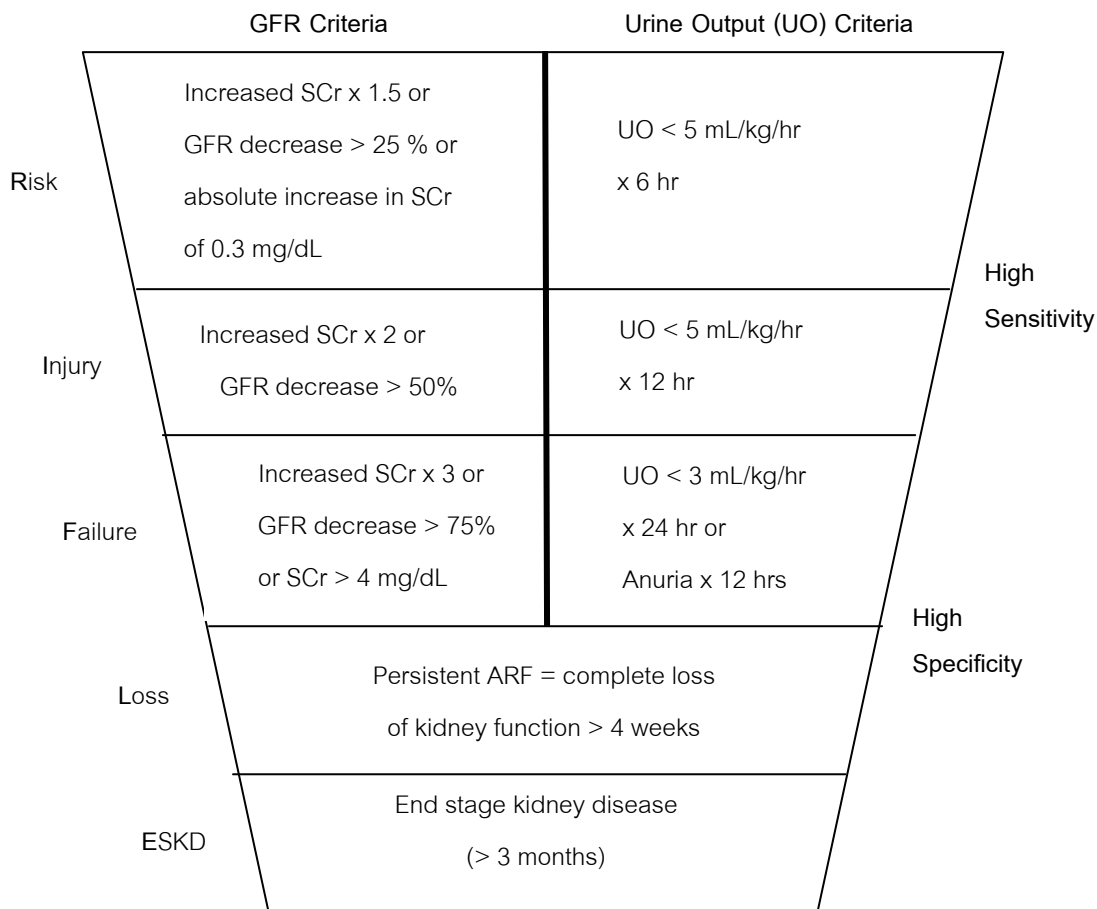 GFR Criteria
Urine Output (UO) Criteria
Risk
Increased SCr x 1.5 or
GFR decrease > 25 % or
absolute increase in SCr
of 0.3 mg/dL
UO < 5 mL/kg/hr
x 6 hr
High
Sensitivity
Injury
Increased SCr x 2 or
GFR decrease > 50%
UO < 5 mL/kg/hr
x 12 hr
Failure
Increased SCr x 3 or
GFR decrease > 75%
or SCr > 4 mg/dL
UO < 3 mL/kg/hr
x 24 hr or
Anuria x 12 hrs
High
Specificity
Loss
Persistent ARF = complete loss
of kidney function > 4 weeks
ESKD
End stage kidney disease
(> 3 months)